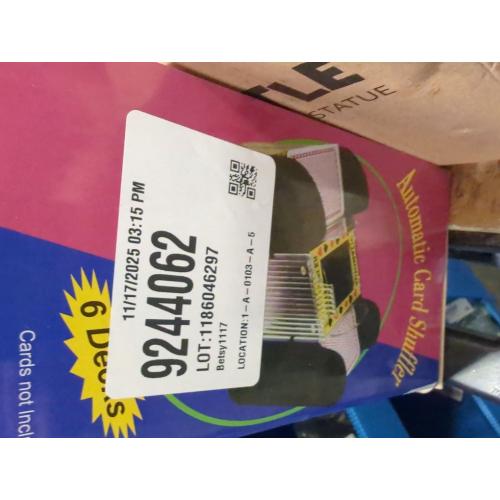 TLE
STATUE
Automatic Card Shuffler
11/17/2025 03:15 PM
9244062
LOT:1186046297
Betsy1117
LOCATION:1-A-0103-A-5
6 Decks
Cards not Incl